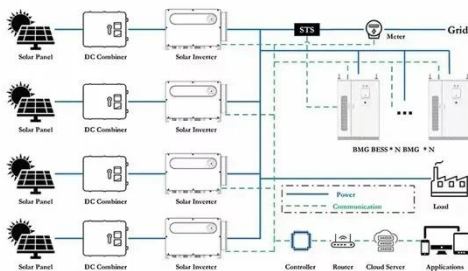 STS
Meter
Grid
Solar Panel
DC Combiner
Solar Inverter
Solar Panel
DC Combiner
Solar Inverter
BMG BESS * N BMG * N
Solar Panel
DC Combiner
Solar Inverter
Power
Communication
Load
Solar Panel
DC Combiner
Solar Inverter
Controller
Router
Cloud Server
Applications